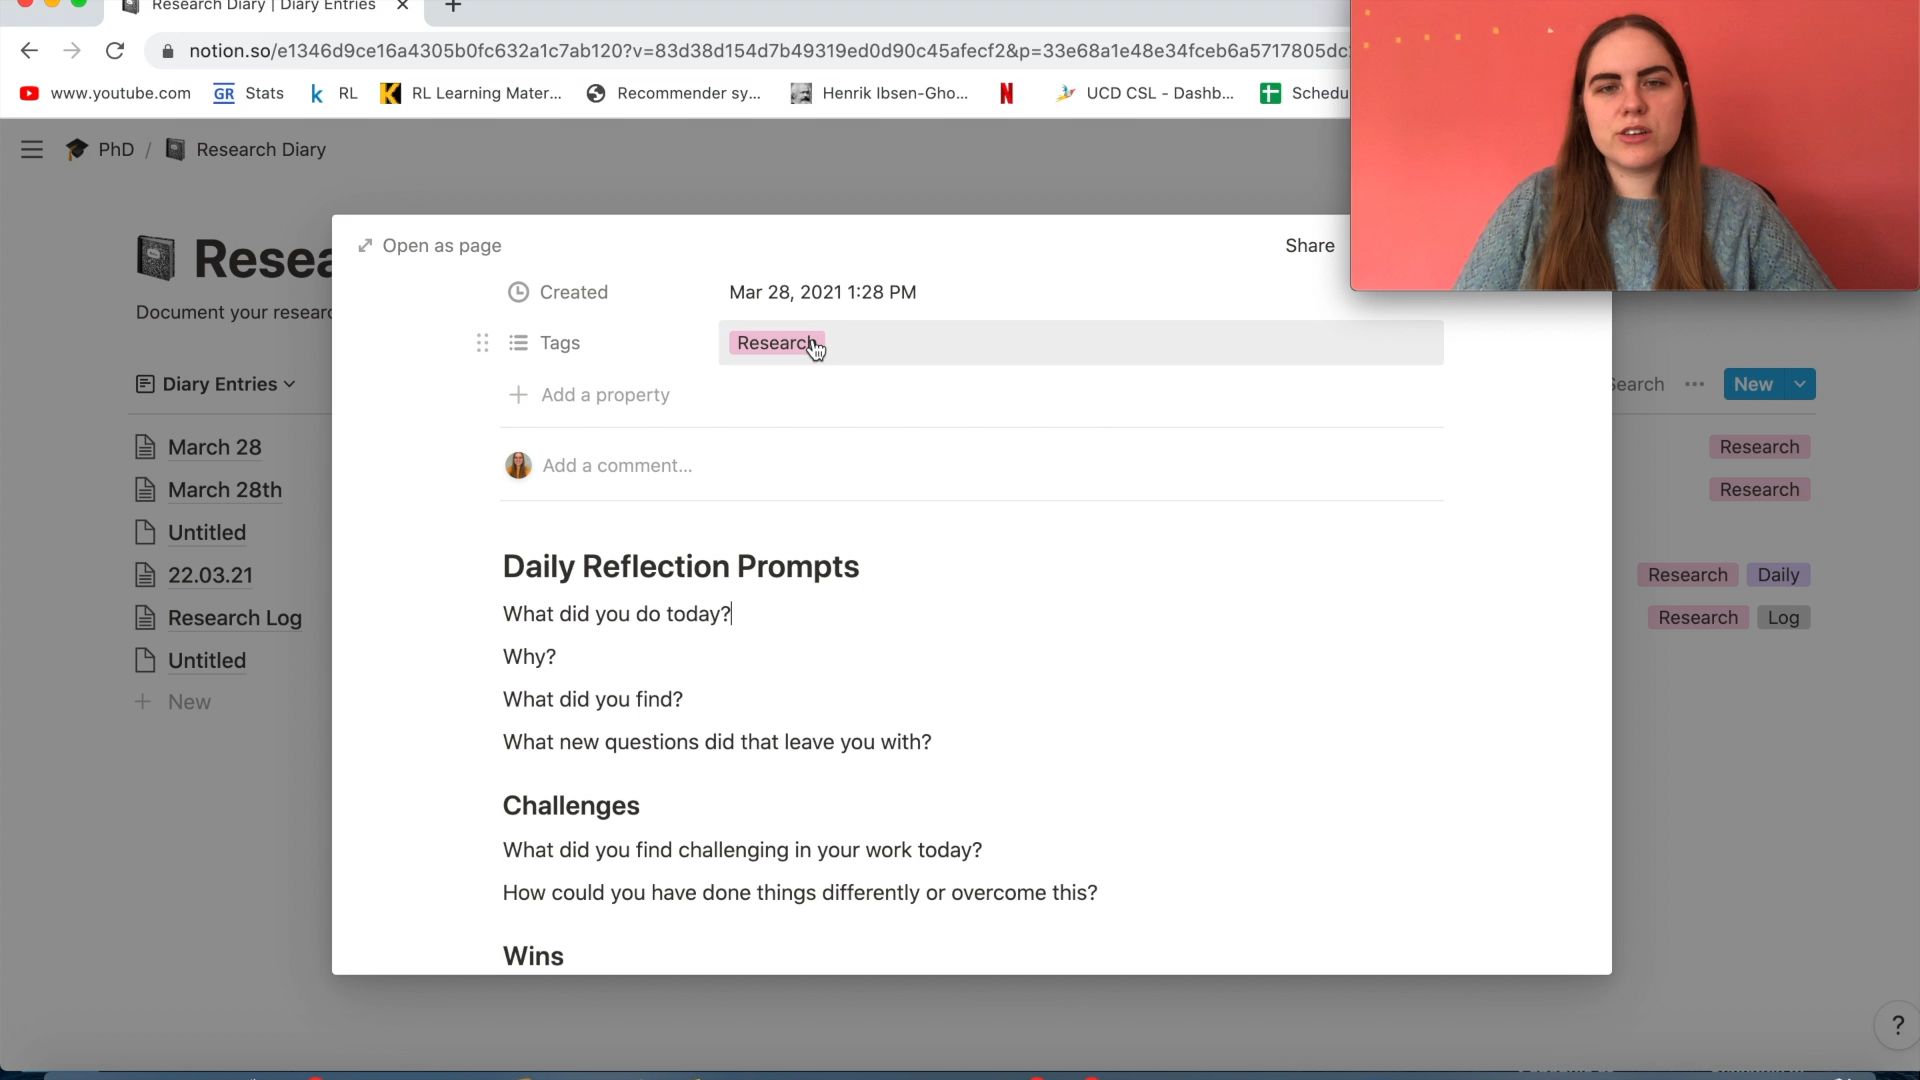 Research Diary | Diary Entries
notion.so/e1346d9ce16a4305b0fc632a1c7ab120?v=83d38d154d7b49319ed0d90c45afecf2&p=33e68a1e48e34fceb6a5717805dc
www.youtube.com GR Stats RL RL Learning Mater... Recommender sy... Henrik Ibsen-Gho... N UCD CSL - Dashb... Schedu
PhD / Research Diary
Resea
Document your researc
Open as page Share
Created Mar 28, 2021 1:28 PM
Tags Research
Add a property
Add a comment...
Diary Entries Search ... New
March 28 Research
March 28th Research
Untitled
22.03.21 Research Daily
Research Log Research Log
Untitled
+ New
Daily Reflection Prompts
What did you do today?
Why?
What did you find?
What new questions did that leave you with?
Challenges
What did you find challenging in your work today?
How could you have done things differently or overcome this?
Wins
?